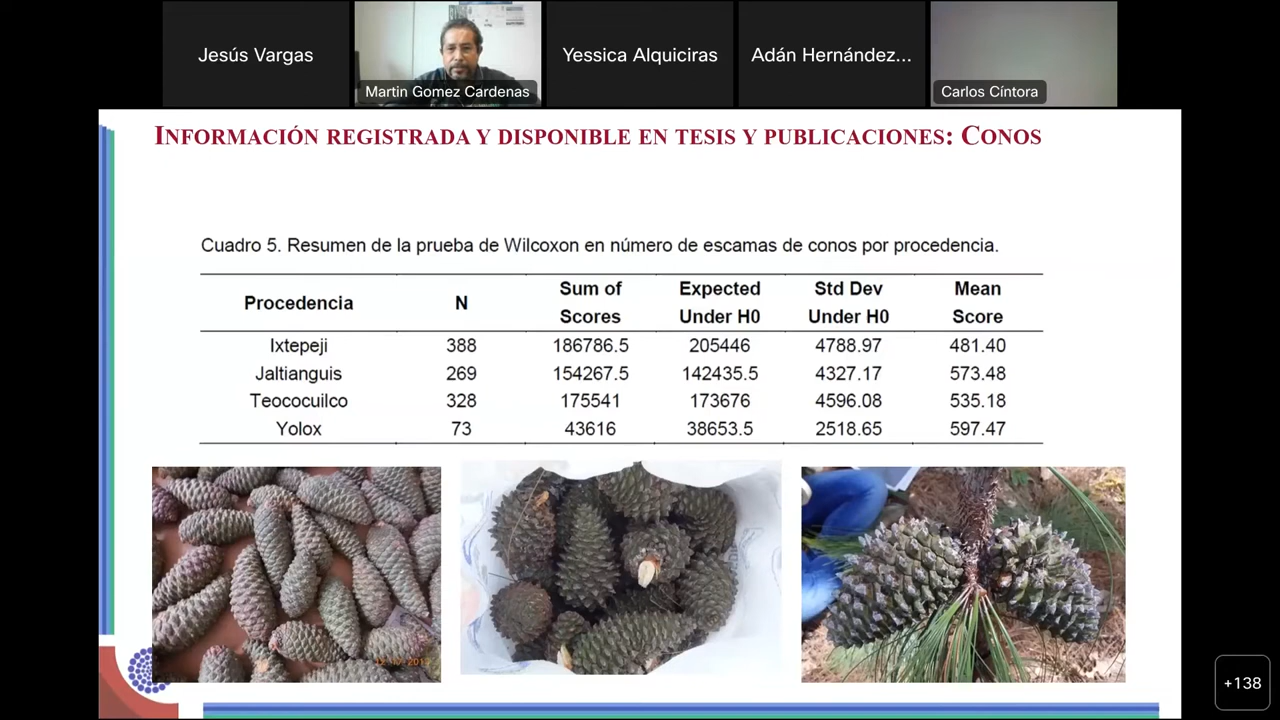 Jesús Vargas
Martin Gomez Cardenas
Yessica Alquiciras
Adán Hernández...
Carlos Cíntora
INFORMACIÓN REGISTRADA Y DISPONIBLE EN TESIS Y PUBLICACIONES: CONOS
Cuadro 5. Resumen de la prueba de Wilcoxon en número de escamas de conos por procedencia.
Procedencia N Sum of Scores Expected Under H0 Std Dev Under H0 Mean Score
Ixtepeji 388 186786.5 205446 4788.97 481.40
Jaltianguis 269 154267.5 142435.5 4327.17 573.48
Teococuilco 328 175541 173676 4596.08 535.18
Yolox 73 43616 38653.5 2518.65 597.47
+138